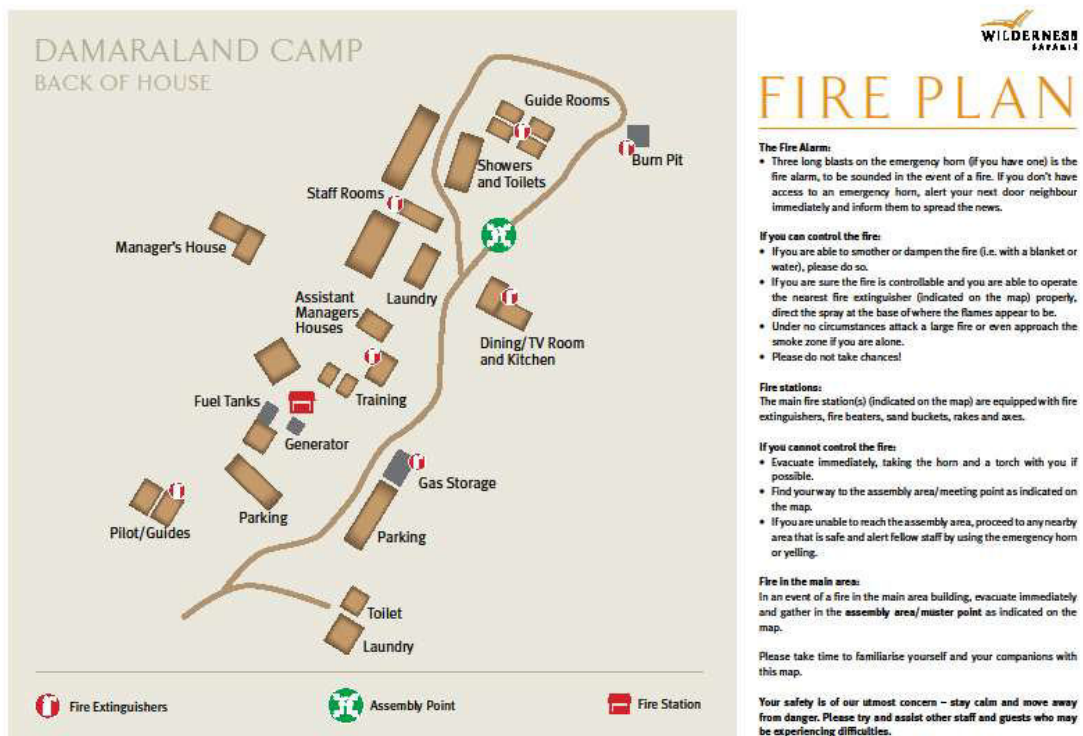 DAMARALAND CAMP
BACK OF HOUSE
Guide Rooms
Burn Pit
Showers
and Toilets
Staff Rooms
Manager's House
Laundry
Assistant
Managers
Houses
Dining/TV Room
and Kitchen
Fuel Tanks
Training
Generator
Gas Storage
Parking
Pilot/Guides
Parking
Toilet
Laundry
Fire Extinguishers
Assembly Point
Fire Station
WILDERNESS
SAFARIS
FIRE PLAN
The Fire Alarm:
• Three long blasts on the emergency horn (if you have one) is the
fire alarm, to be sounded in the event of a fire. If you don't have
access to an emergency horn, alert your next door neighbour
immediately and inform them to spread the news.
If you can control the fire:
• If you are able to smother or dampen the fire (i.e. with a blanket or
water), please do so.
• If you are sure the fire is controllable and you are able to operate
the nearest fire extinguisher (indicated on the map) properly,
direct the spray at the base of where the flames appear to be.
• Under no circumstances attack a large fire or even approach the
smoke zone if you are alone.
• Please do not take chances!
Fire stations:
The main fire station(s) (indicated on the map) are equipped with fire
extinguishers, fire beaters, sand buckets, rakes and axes.
If you cannot control the fire:
• Evacuate immediately, taking the horn and a torch with you if
possible.
• Find your way to the assembly area/meeting point as indicated on
the map.
• If you are unable to reach the assembly area, proceed to any nearby
area that is safe and alert fellow staff by using the emergency horn
or yelling.
Fire in the main area:
In an event of a fire in the main area building, evacuate immediately
and gather in the assembly area/muster point as indicated on the
map.
Please take time to familiarise yourself and your companions with
this map.
Your safety is of our utmost concern – stay calm and move away
from danger. Please try and assist other staff and guests who may
be experiencing difficulties.